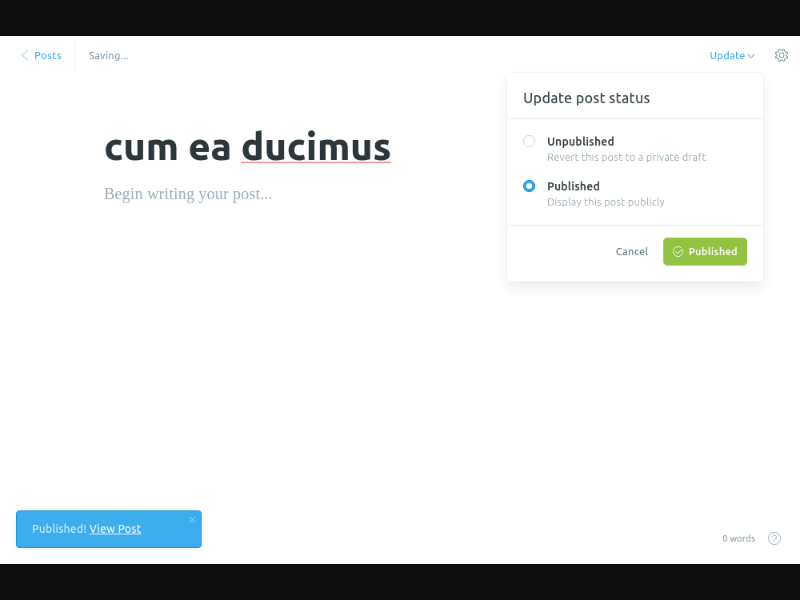 Posts
Saving...
Update
Update post status
cum ea ducimus
Begin writing your post...
Unpublished
Revert this post to a private draft
Published
Display this post publicly
Cancel
Published
Published! View Post
0 words
?